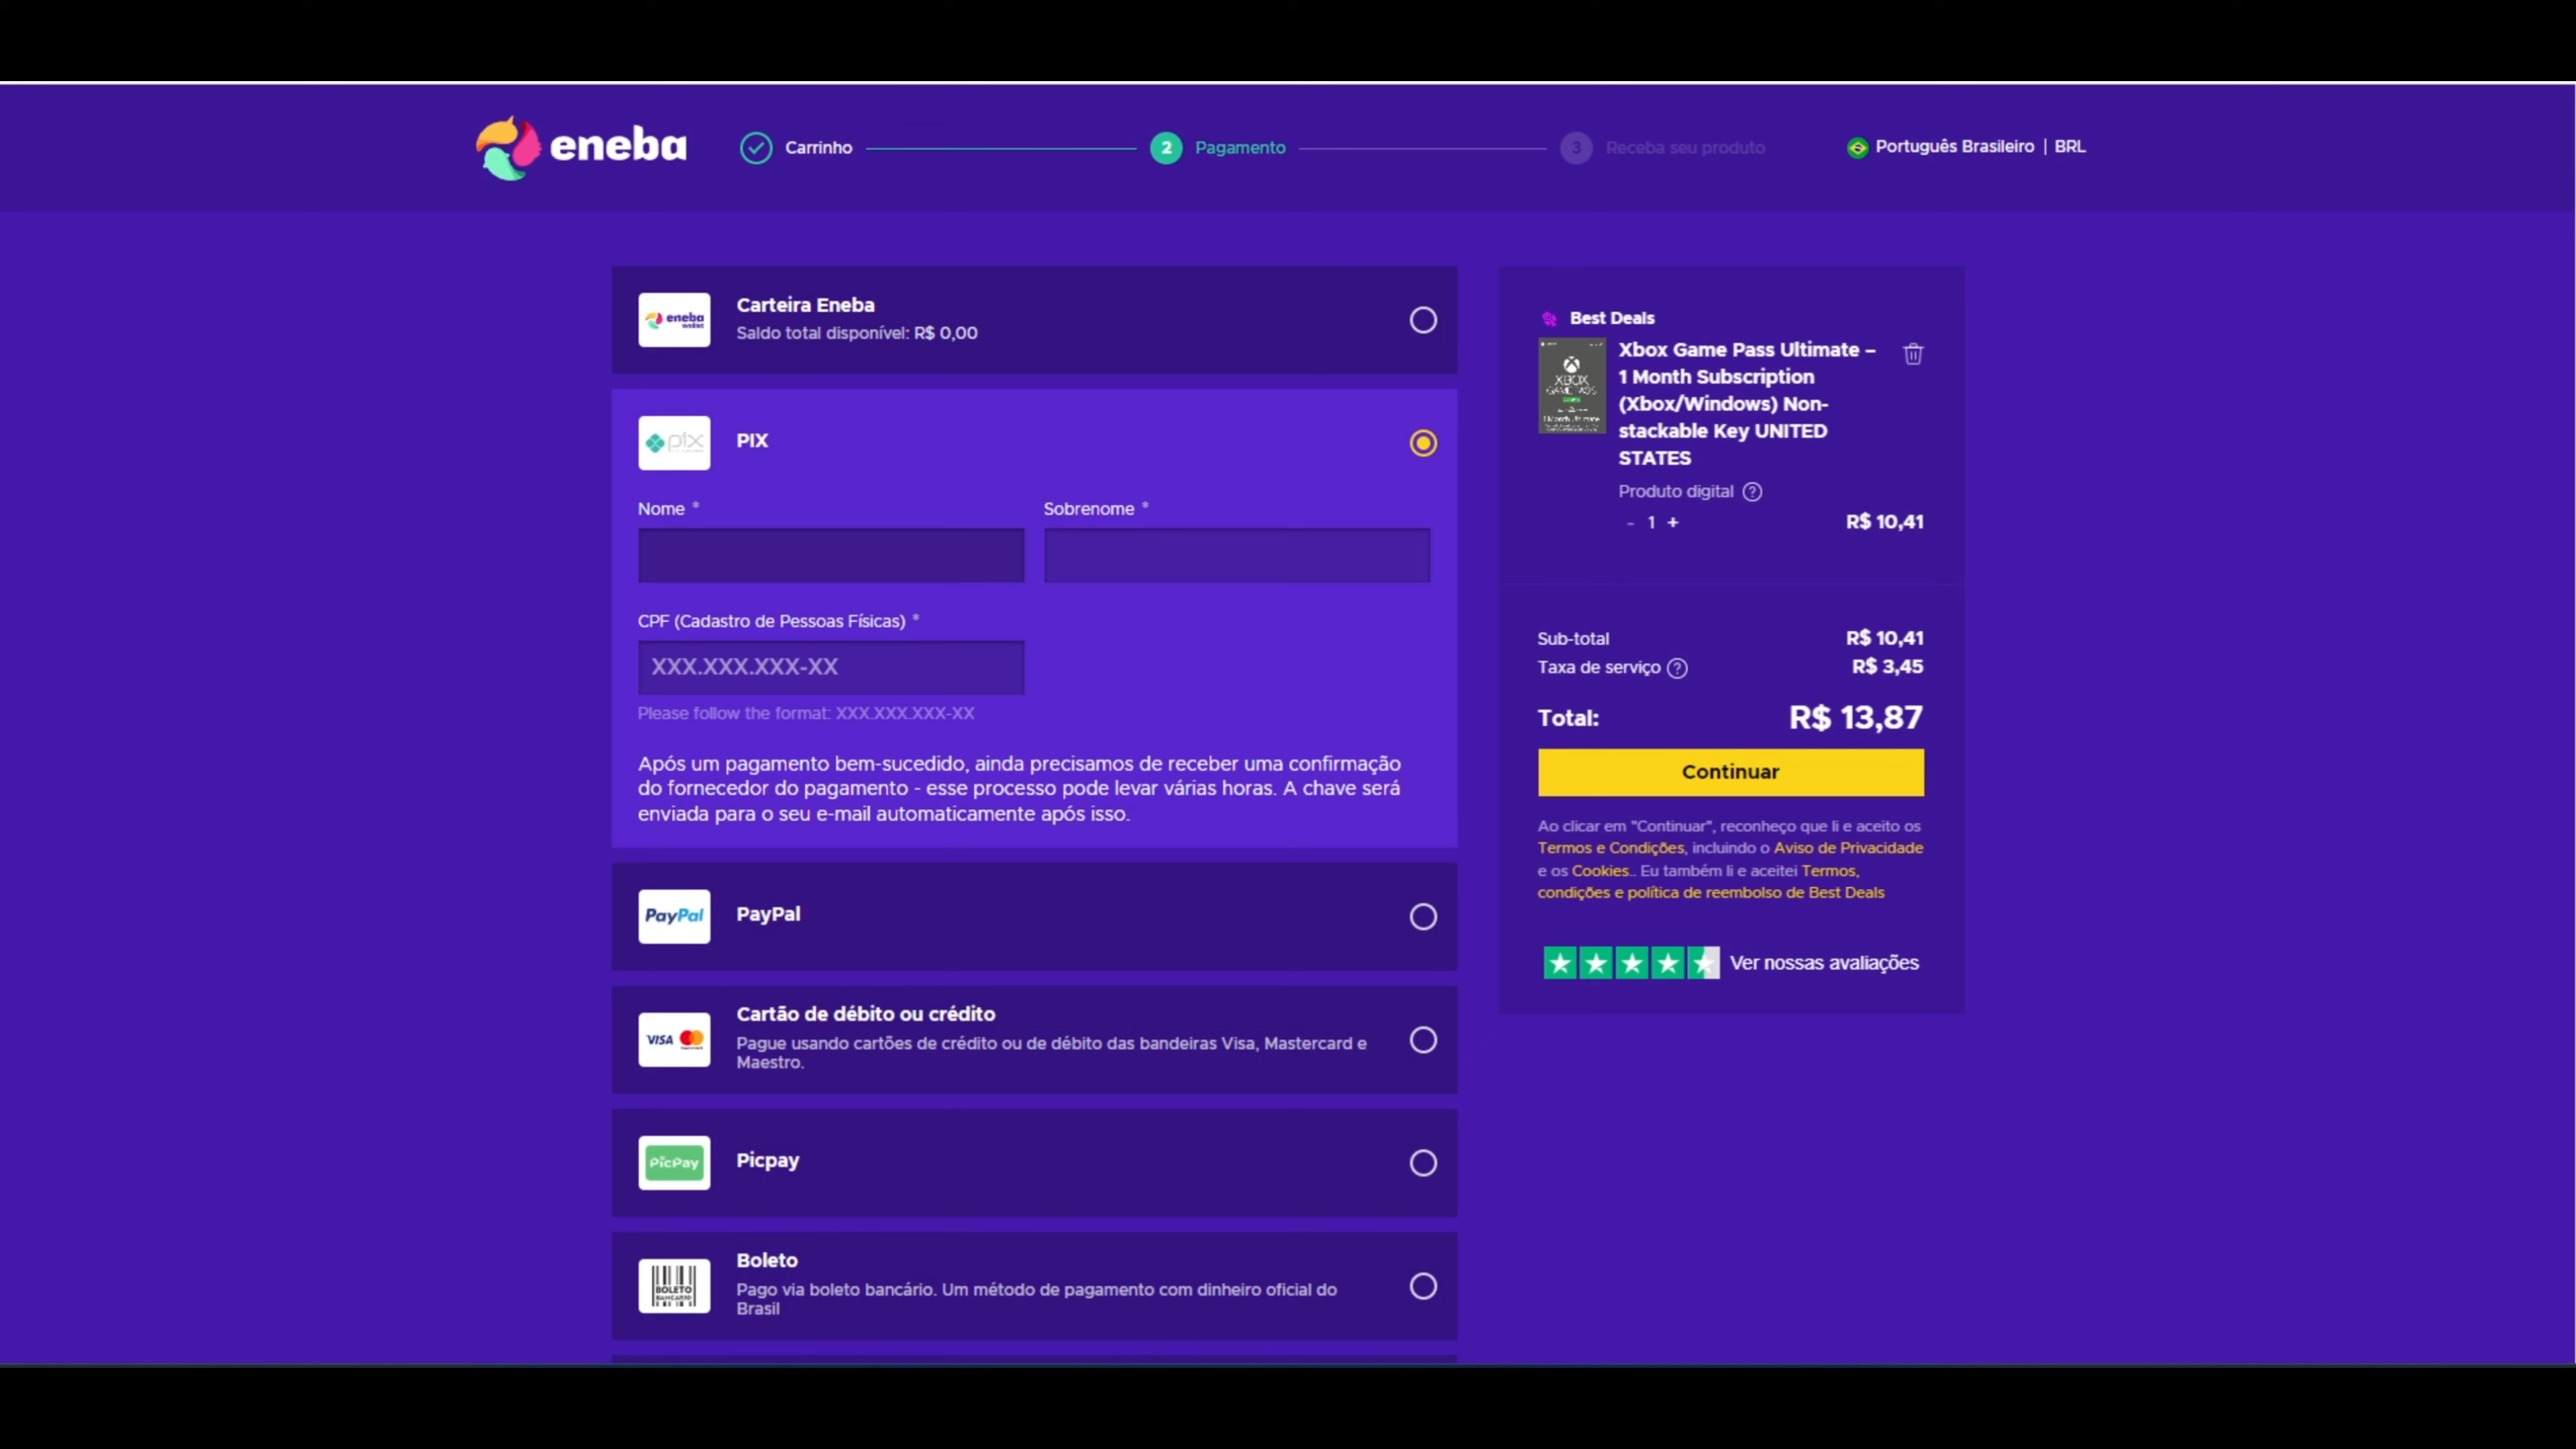 eneba
Carrinho
2
Pagamento
3
Receba seu produto
Português Brasileiro | BRL
eneba
wallet
Carteira Eneba
Saldo total disponível: R$ 0,00
pix
PIX
Nome *
Sobrenome *
CPF (Cadastro de Pessoas Físicas) *
XXX.XXX.XXX-XX
Please follow the format: XXX.XXX.XXX-XX
Após um pagamento bem-sucedido, ainda precisamos de receber uma confirmação
do fornecedor do pagamento - esse processo pode levar várias horas. A chave será
enviada para o seu e-mail automaticamente após isso.
PayPal
PayPal
VISA
Cartão de débito ou crédito
Pague usando cartões de crédito ou de débito das bandeiras Visa, Mastercard e
Maestro.
PicPay
Picpay
BOLETO
BANCÁRIO
Boleto
Pago via boleto bancário. Um método de pagamento com dinheiro oficial do
Brasil
Best Deals
XBOX
GAME PASS
Xbox Game Pass Ultimate –
1 Month Subscription
(Xbox/Windows) Non-
stackable Key UNITED
STATES
Produto digital ?
- 1 +
R$ 10,41
Sub-total
R$ 10,41
Taxa de serviço ?
R$ 3,45
Total:
R$ 13,87
Continuar
Ao clicar em "Continuar", reconheço que li e aceito os
Termos e Condições, incluindo o Aviso de Privacidade
e os Cookies.. Eu também li e aceitei Termos,
condições e política de reembolso de Best Deals
Ver nossas avaliações